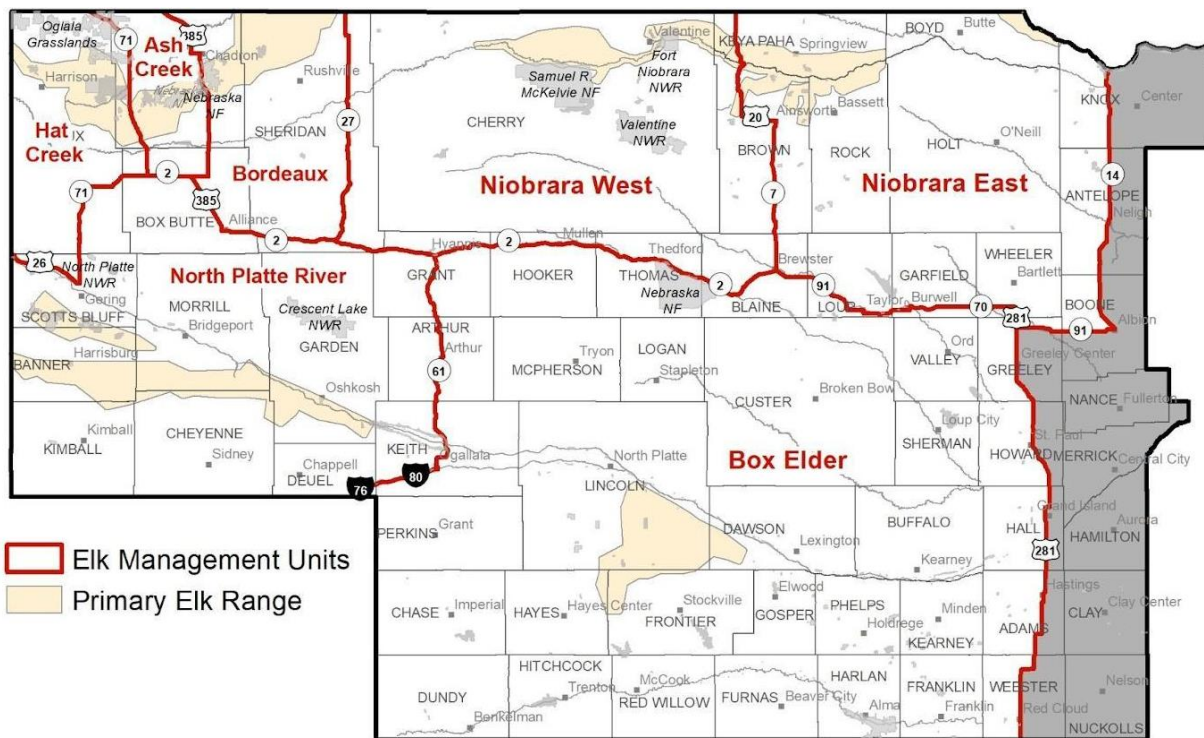 Oglala
Grasslands
71
Ash
Creek
385
Chadron
Harrison
Nebraska
NF
Nebraska
NF
Rushville
Hat
Creek
UX
SHERIDAN
27
Bordeaux
71
2
385
BOX BUTTE
Alliance
2
26
North Platte
NWR
North Platte River
Gering
SCOTTS BLUFF
MORRILL
Bridgeport
Crescent Lake
NWR
GARDEN
Harrisburg
BANNER
Oshkosh
Kimball
KIMBALL
CHEYENNE
Sidney
Chappell
DEUEL
76
80
KEITH
gallala
Valentine
Fort
Niobrara
NWR
Samuel R.
McKelvie NF
CHERRY
Valentine
NWR
Niobrara West
KEYA PAHA
Springview
BOYD
Butte
20
Ainsworth
Bassett
BROWN
ROCK
7
HOLT
O'Neill
Niobrara East
KNOX
Center
14
ANTELOPE
Neligh
Hyannis
GRANT
2
HOOKER
Mullen
Thedford
THOMAS
Nebraska
NF
2
BLAINE
Brewster
91
LOUP
Taylor
GARFIELD
Burwell
WHEELER
Bartlett
70
281
BOONE
91
Albion
ARTHUR
Arthur
61
MCPHERSON
Tryon
LOGAN
Stapleton
CUSTER
Broken Bow
VALLEY
Ord
Greeley Center
GREELEY
NANCE
Fullerton
Loup City
SHERMAN
St. Paul
HOWARD
MERRICK
Central City
Box Elder
North Platte
LINCOLN
PERKINS
Grant
DAWSON
Lexington
BUFFALO
Kearney
HALL
Grand Island
281
Aurora
HAMILTON
Elk Management Units
Primary Elk Range
CHASE
Imperial
HAYES
Hayes Center
Stockville
FRONTIER
Elwood
GOSPER
PHELPS
Holdrege
Minden
KEARNEY
Hastings
ADAMS
CLAY
Clay Center
DUNDY
Benkelman
HITCHCOCK
Trenton
McCook
RED WILLOW
FURNAS
Beaver City
HARLAN
Alma
FRANKLIN
Franklin
WEBSTER
Red Cloud
Nelson
NUCKOLLS